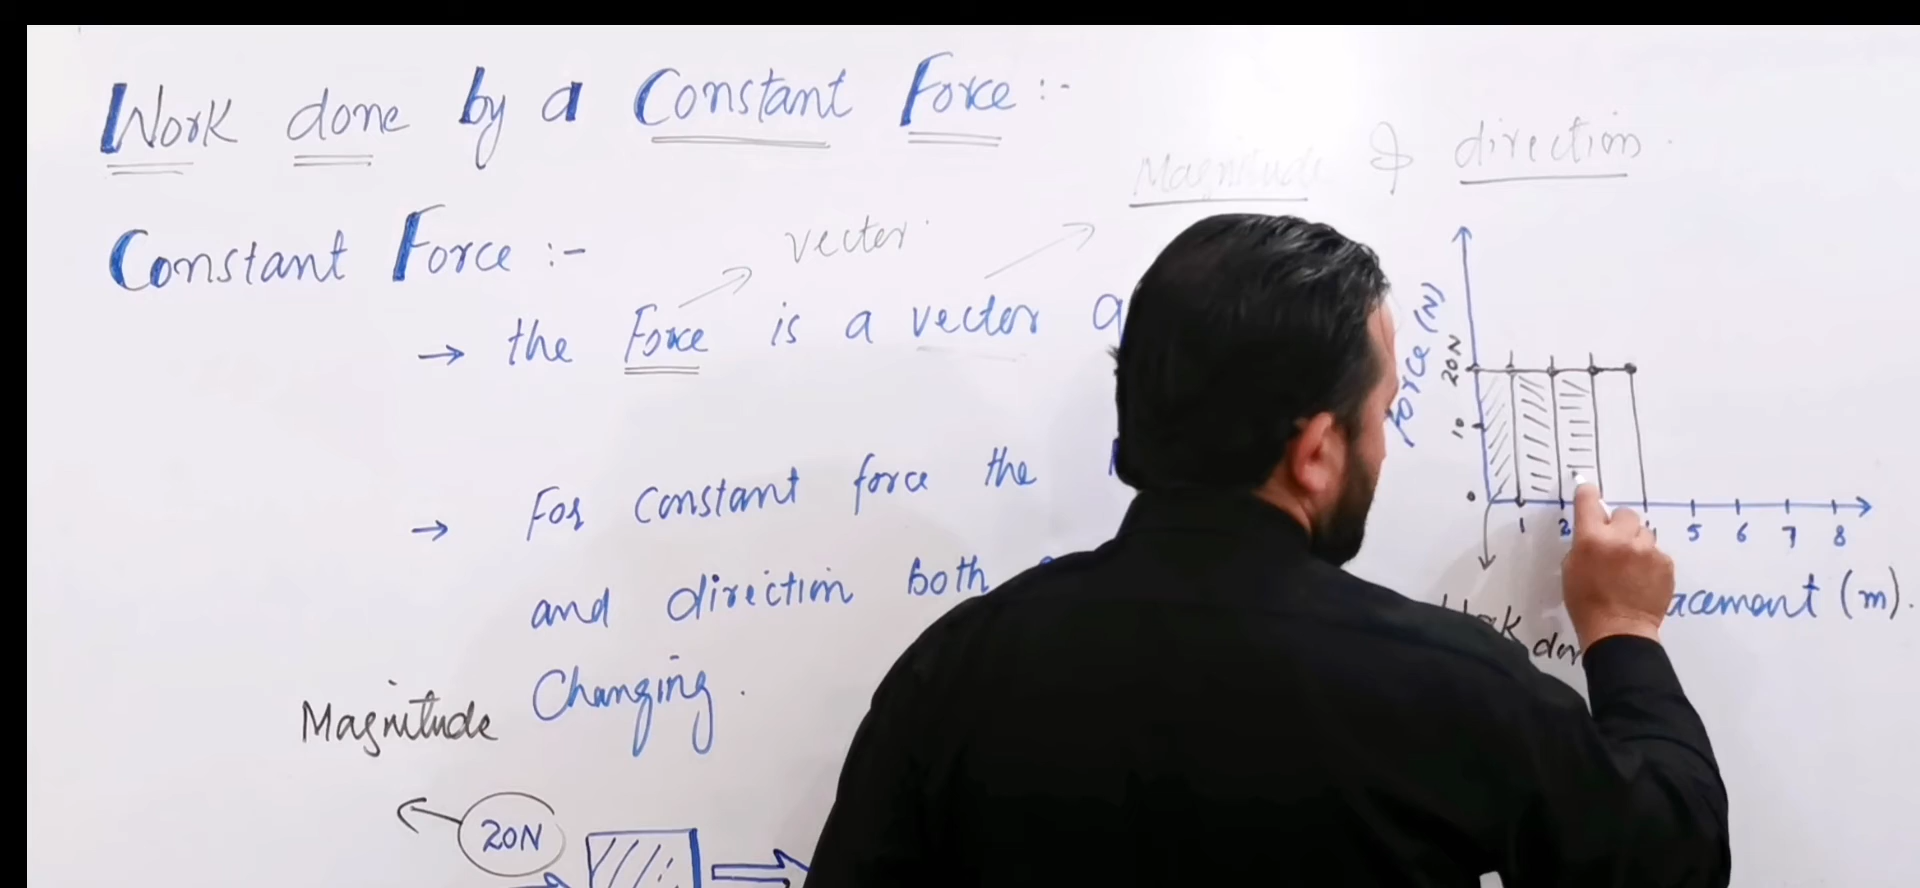 Work done by a Constant Force :-
Magnitude & direction.
Constant Force :-
vector.
→ the Force is a vector q
→ For constant force the
and direction both
Changing.
Magnitude
20N
Force (N)
20N
10
0
1 2 5 6 7 8
acement (m).